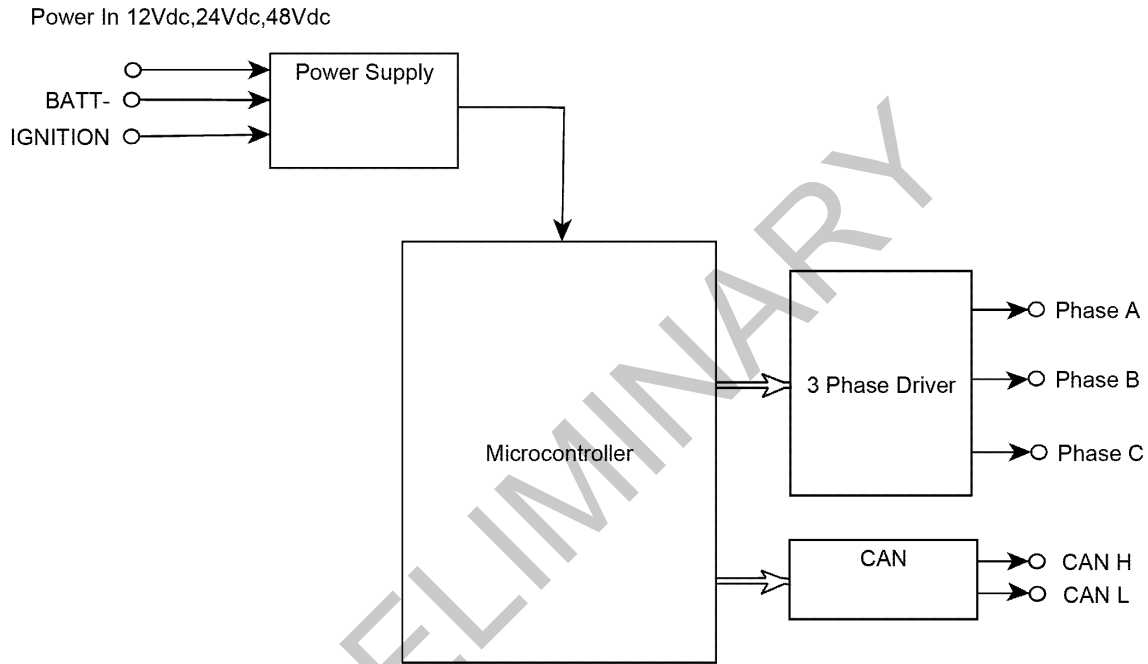 Power In 12Vdc,24Vdc,48Vdc
Power Supply
BATT-
IGNITION
Microcontroller
3 Phase Driver
Phase A
Phase B
Phase C
CAN
CAN H
CAN L
ELIMINARY